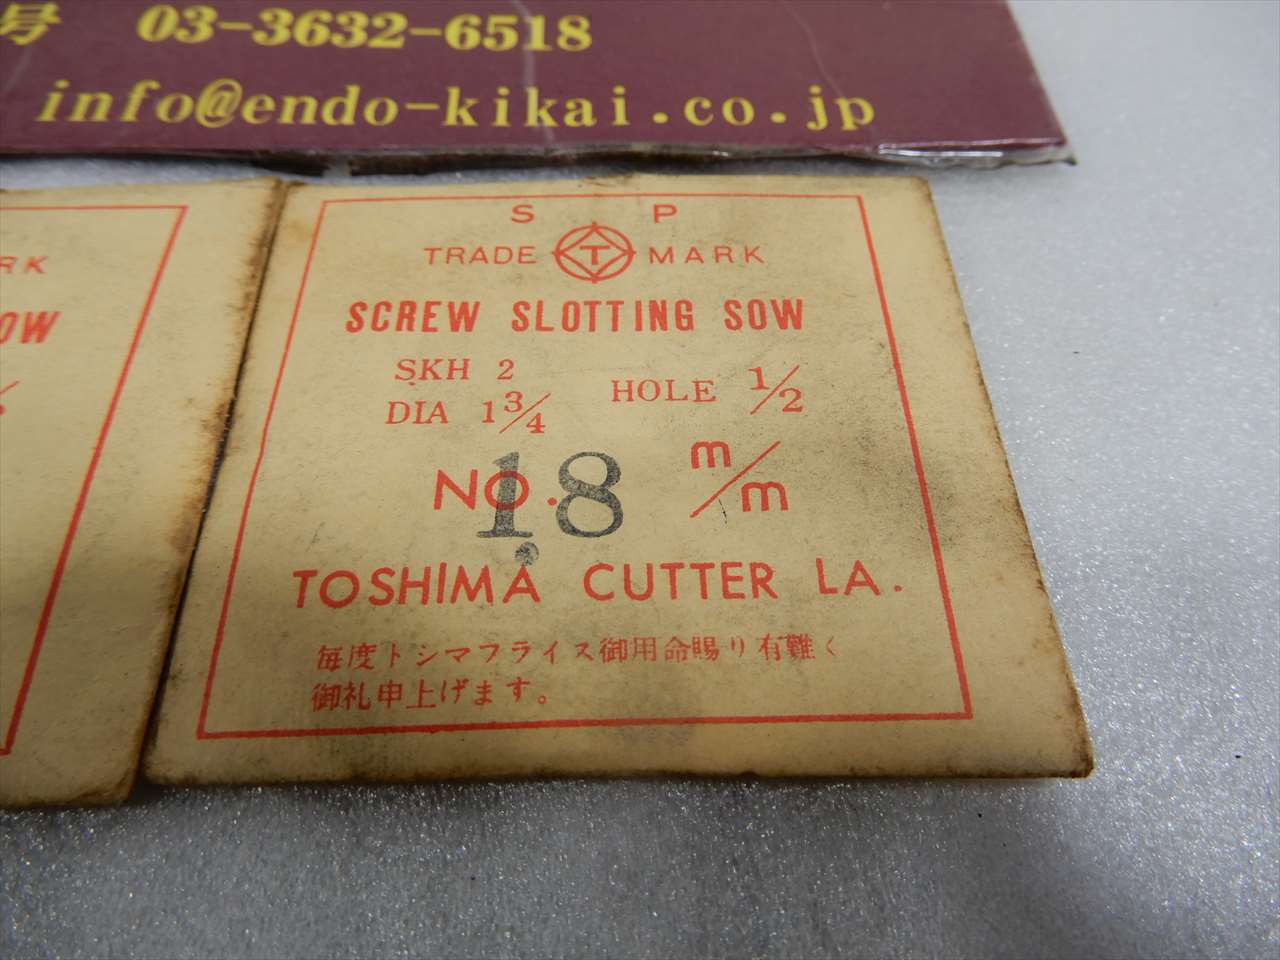 号 03-3632-6518
info@endo-kikai.co.jp
RK
OW
S P
TRADE T MARK
SCREW SLOTTING SOW
SKH 2
DIA 1 3/4 HOLE 1/2
NO. 1.8 m/m
TOSHIMA CUTTER LA.
毎度トシマフライス御用命賜り有難く
御礼申上げます。